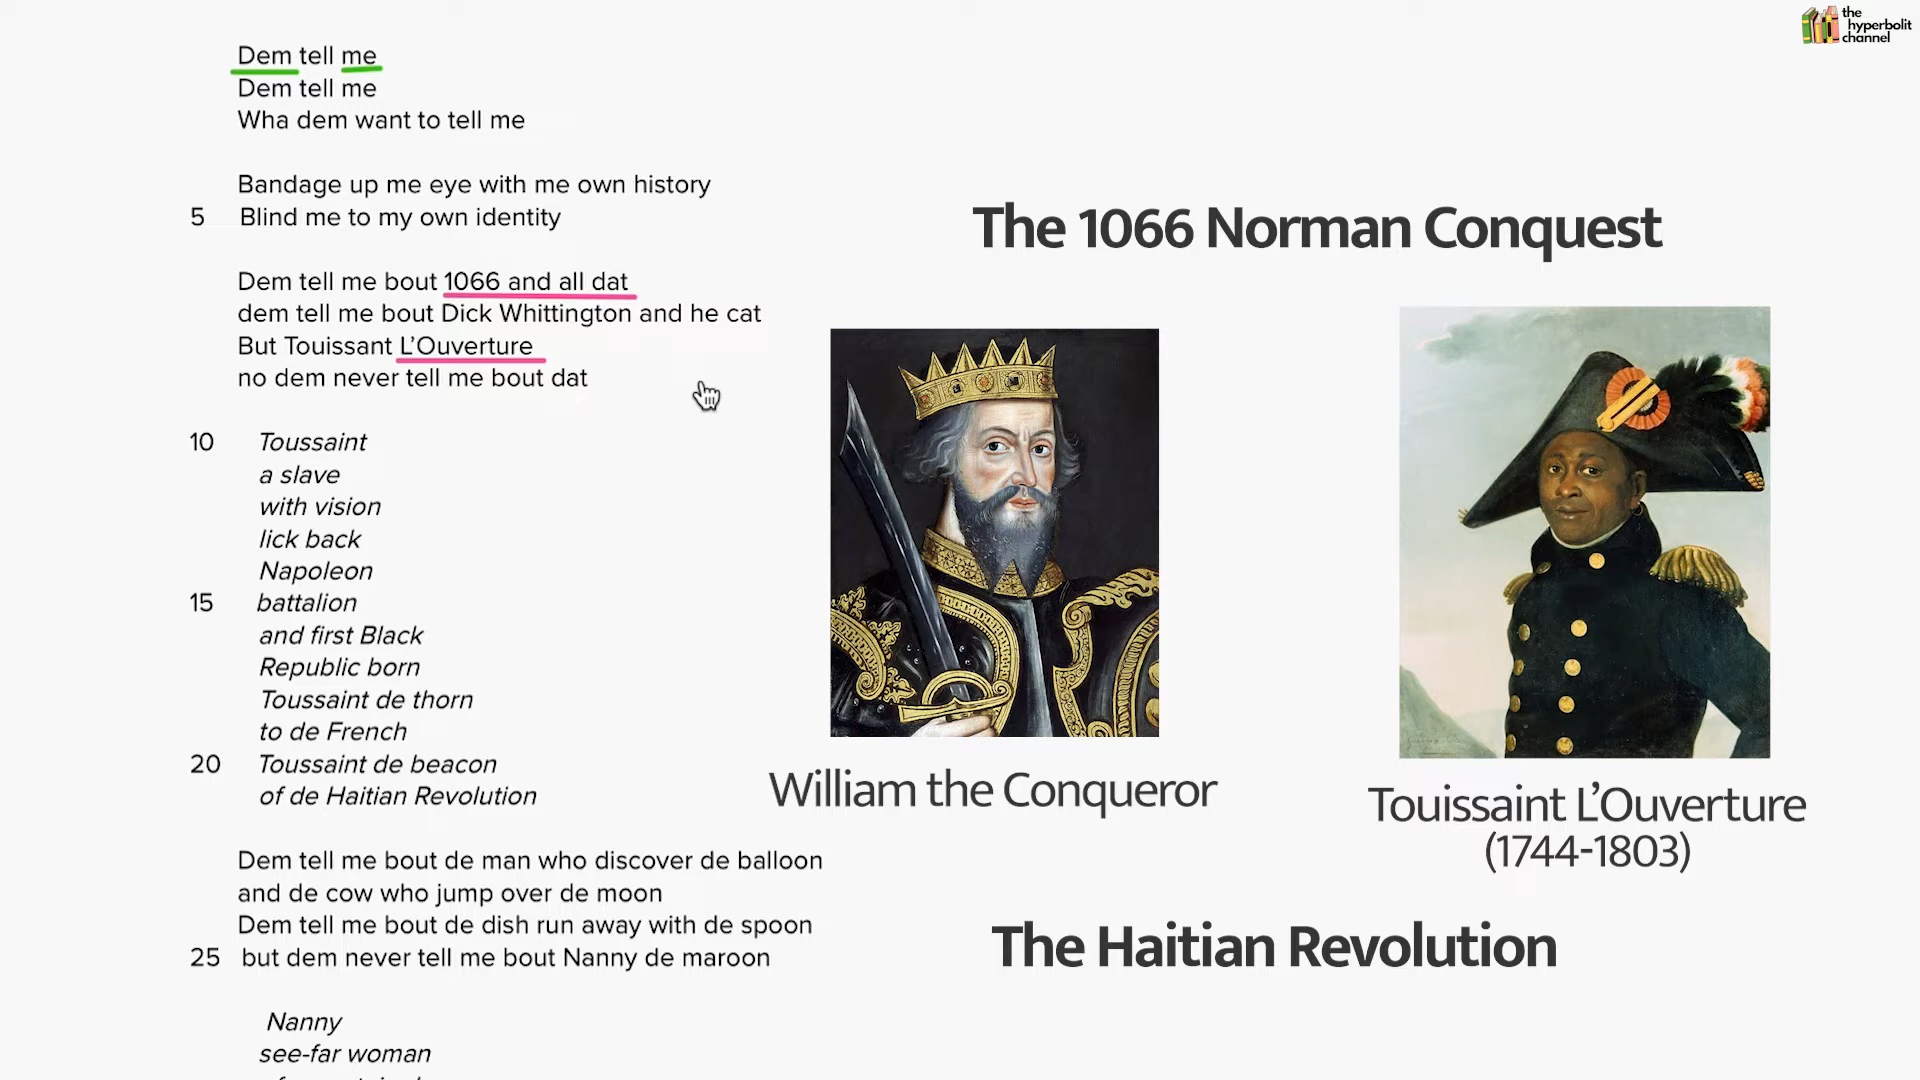 the
hyperbolit
channel
Dem tell me
Dem tell me
Wha dem want to tell me
Bandage up me eye with me own history
5 Blind me to my own identity
Dem tell me bout 1066 and all dat
dem tell me bout Dick Whittington and he cat
But Touissant L’Ouverture
no dem never tell me bout dat
10 Toussaint
a slave
with vision
lick back
Napoleon
15 battalion
and first Black
Republic born
Toussaint de thorn
to de French
20 Toussaint de beacon
of de Haitian Revolution
Dem tell me bout de man who discover de balloon
and de cow who jump over de moon
Dem tell me bout de dish run away with de spoon
25 but dem never tell me bout Nanny de maroon
Nanny
see-far woman
The 1066 Norman Conquest
William the Conqueror
Touissaint L’Ouverture
(1744-1803)
The Haitian Revolution